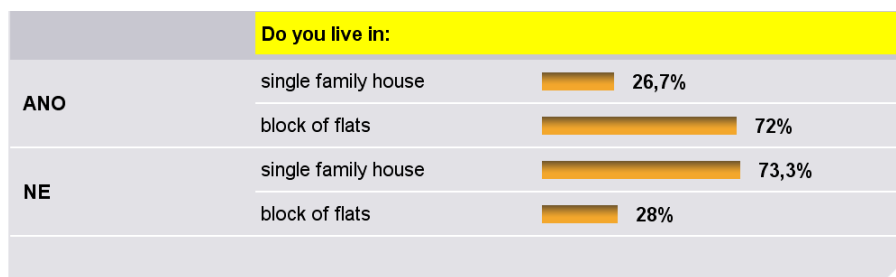 Do you live in:
ANO
single family house 26,7%
block of flats 72%
NE
single family house 73,3%
block of flats 28%